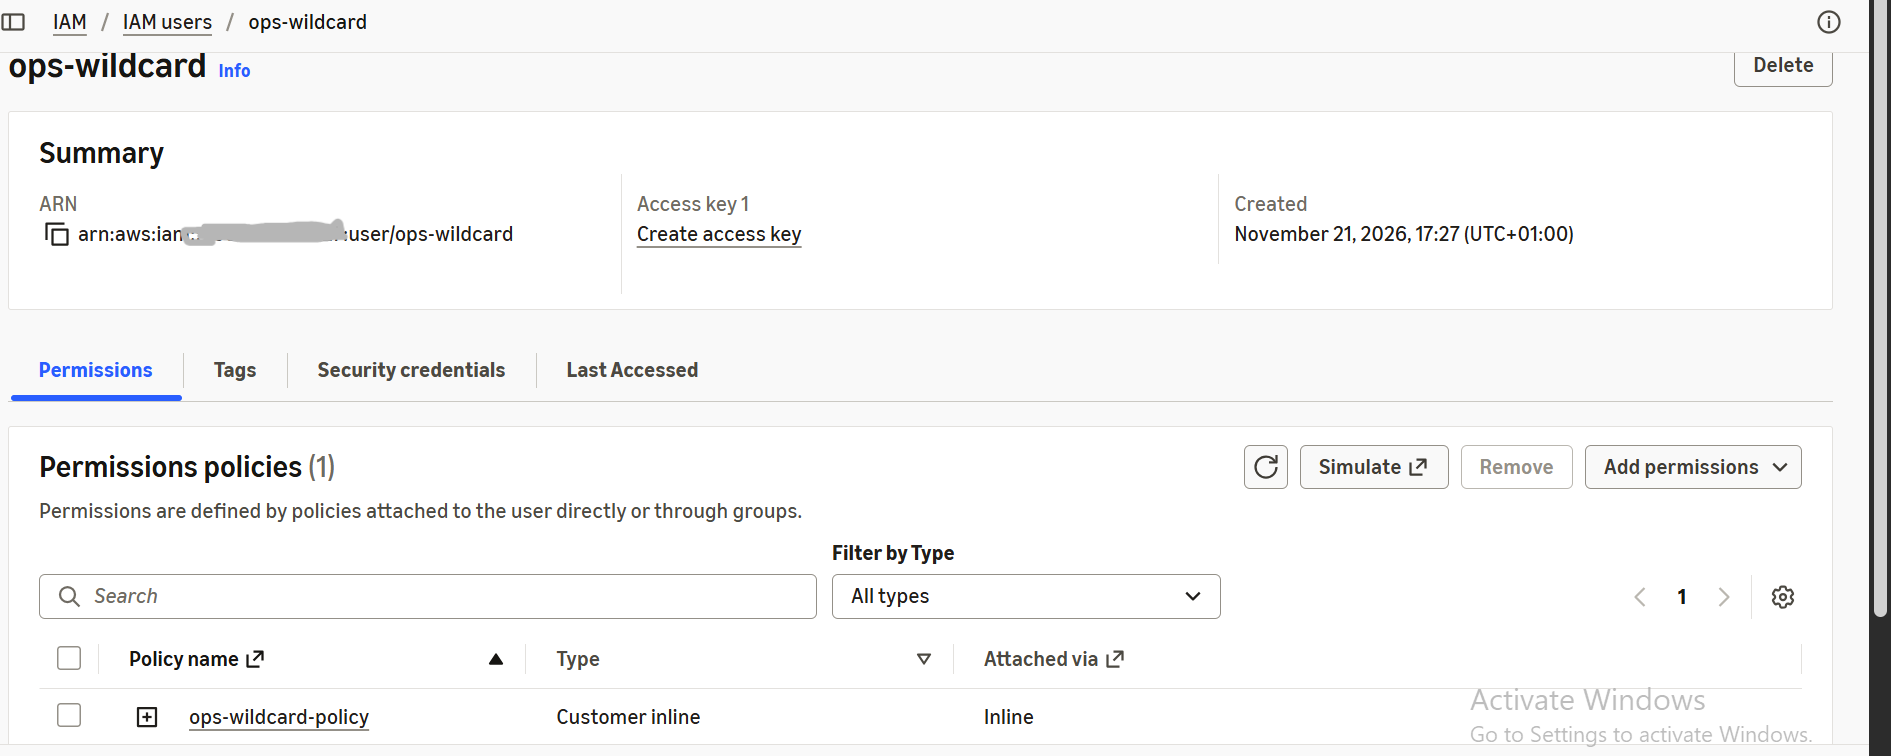 IAM / IAM users / ops-wildcard
ops-wildcard Info
Delete
Summary
ARN
arn:aws:iam :user/ops-wildcard
Access key 1
Create access key
Created
November 21, 2026, 17:27 (UTC+01:00)
Permissions
Tags
Security credentials
Last Accessed
Permissions policies (1)
Simulate
Remove
Add permissions
Permissions are defined by policies attached to the user directly or through groups.
Filter by Type
Search
All types
1
Policy name
Type
Attached via
ops-wildcard-policy
Customer inline
Inline
Activate Windows
Go to Settings to activate Windows.